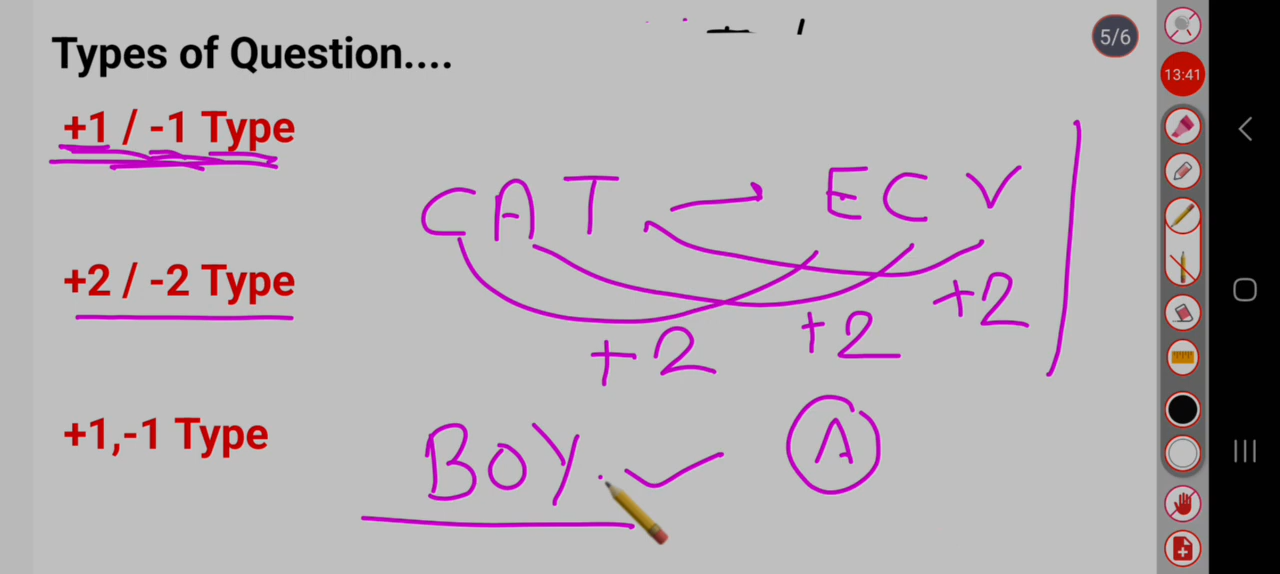 5/6
Types of Question....
13:41
+1 / -1 Type
CAT → ECV
+2 / -2 Type
+2 +2 +2
+1,-1 Type
BOY. ✓ A